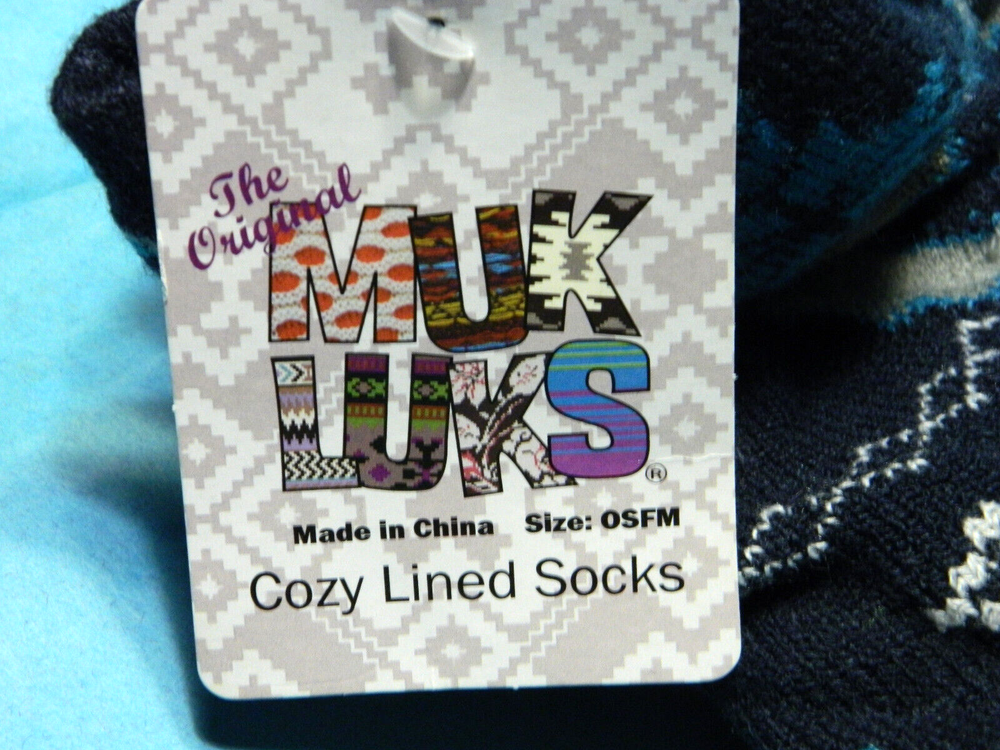 The
Original
MUK
LUKS®
Made in China Size: OSFM
Cozy Lined Socks